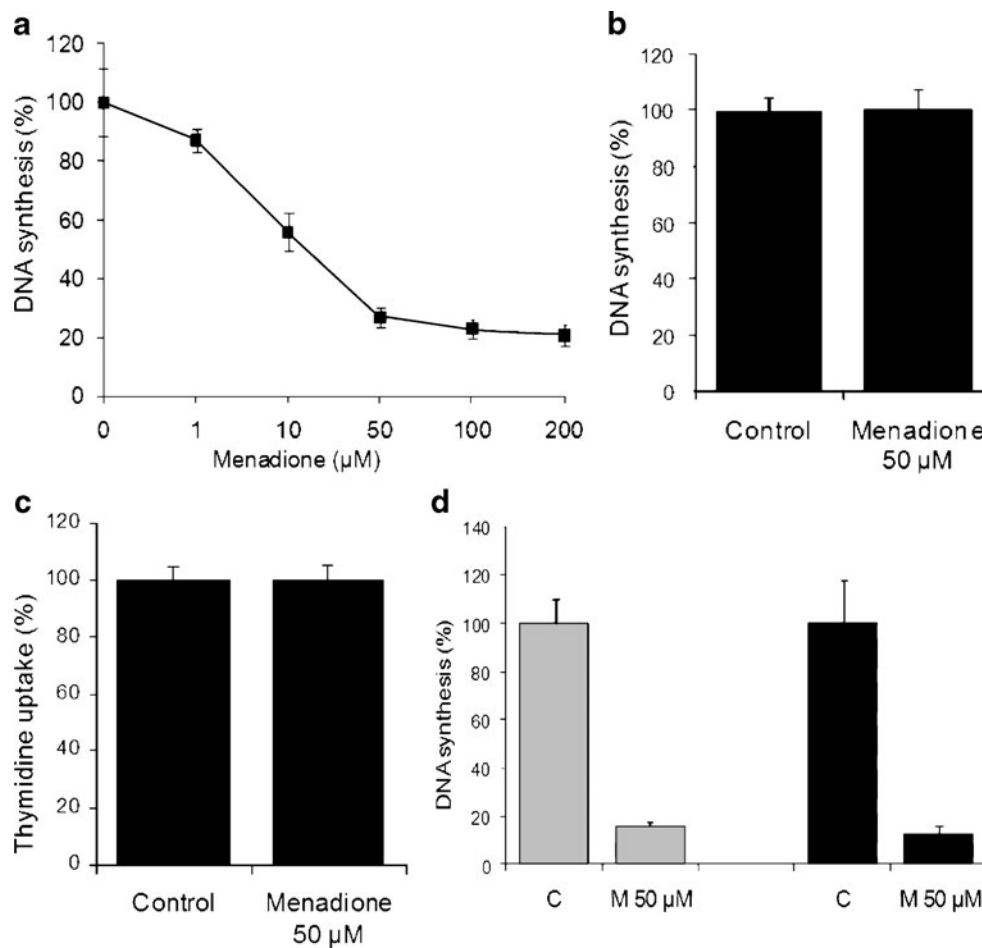 a
DNA synthesis (%)
120
100
80
60
40
20
0
0 1 10 50 100 200
Menadione (µM)
b
DNA synthesis (%)
120
100
80
60
40
20
0
Control Menadione
50 µM
c
Thymidine uptake (%)
120
100
80
60
40
20
0
Control Menadione
50 µM
d
DNA synthesis (%)
140
120
100
80
60
40
20
0
C M 50 µM C M 50 µM